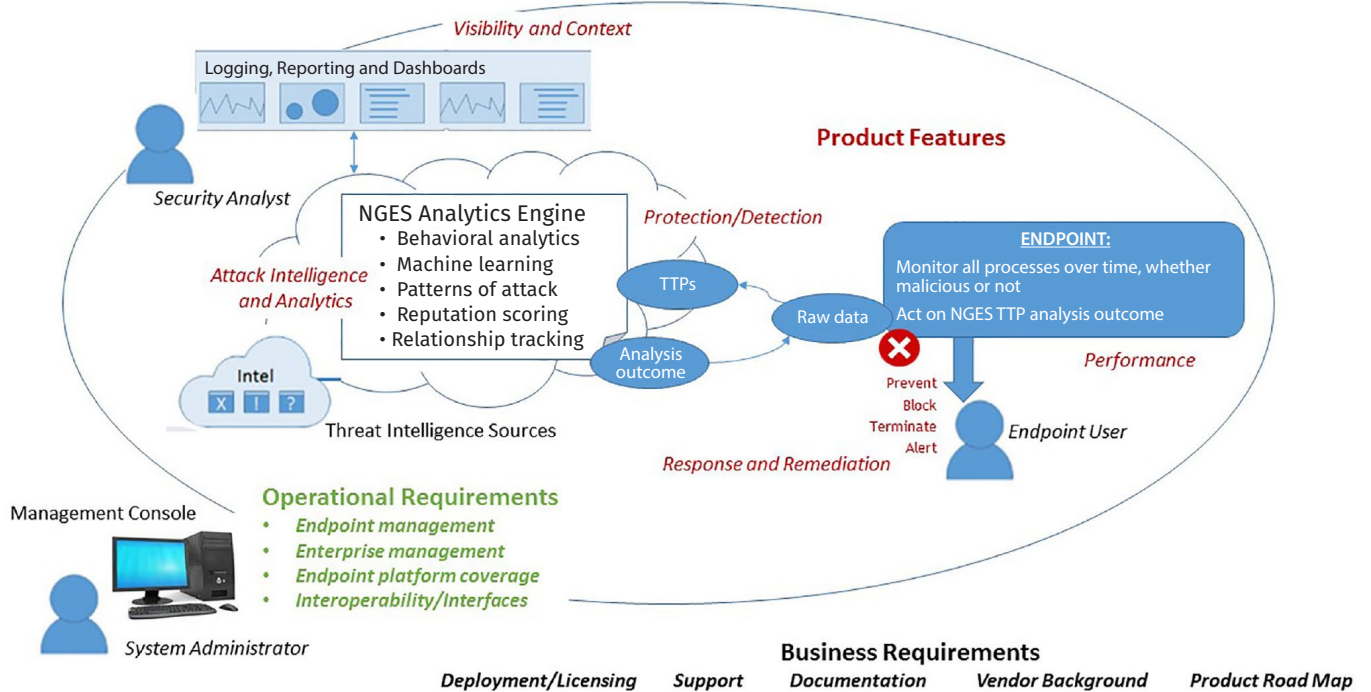 Visibility and Context
Logging, Reporting and Dashboards
Security Analyst
Product Features
NGES Analytics Engine
• Behavioral analytics
• Machine learning
• Patterns of attack
• Reputation scoring
• Relationship tracking
Attack Intelligence
and Analytics
Protection/Detection
TTPs
Raw data
Analysis
outcome
ENDPOINT:
Monitor all processes over time, whether
malicious or not
Act on NGES TTP analysis outcome
Performance
Prevent
Block
Terminate
Alert
Endpoint User
Response and Remediation
Intel
X ! ?
Threat Intelligence Sources
Management Console
System Administrator
Operational Requirements
• Endpoint management
• Enterprise management
• Endpoint platform coverage
• Interoperability/Interfaces
Business Requirements
Deployment/Licensing Support Documentation Vendor Background Product Road Map